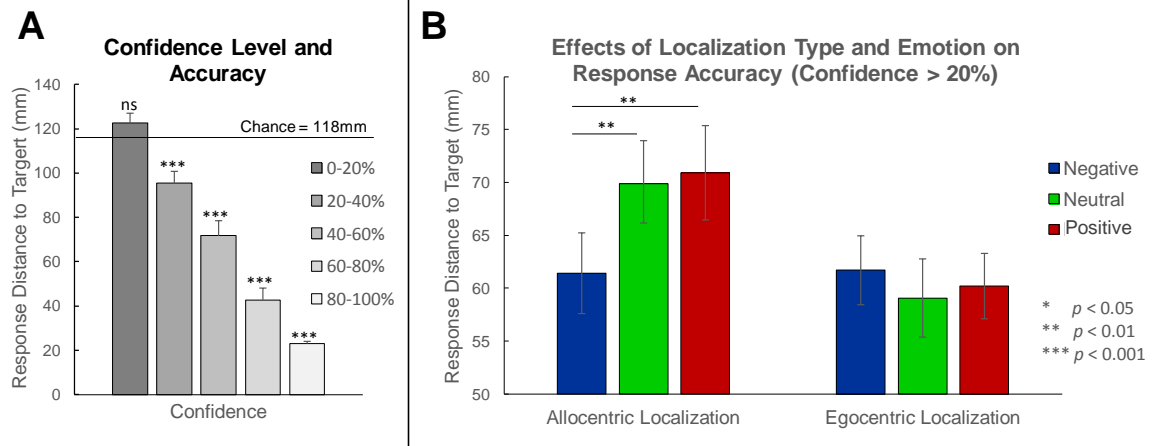 A
Confidence Level and
Accuracy
Response Distance to Targert (mm)
140
120
100
80
60
40
20
0
ns
***
***
***
***
Chance = 118mm
0-20%
20-40%
40-60%
60-80%
80-100%
Confidence
B
Effects of Localization Type and Emotion on
Response Accuracy (Confidence > 20%)
Response Distance to Target (mm)
80
75
70
65
60
55
50
**
**
Negative
Neutral
Positive
* p < 0.05
** p < 0.01
*** p < 0.001
Allocentric Localization
Egocentric Localization